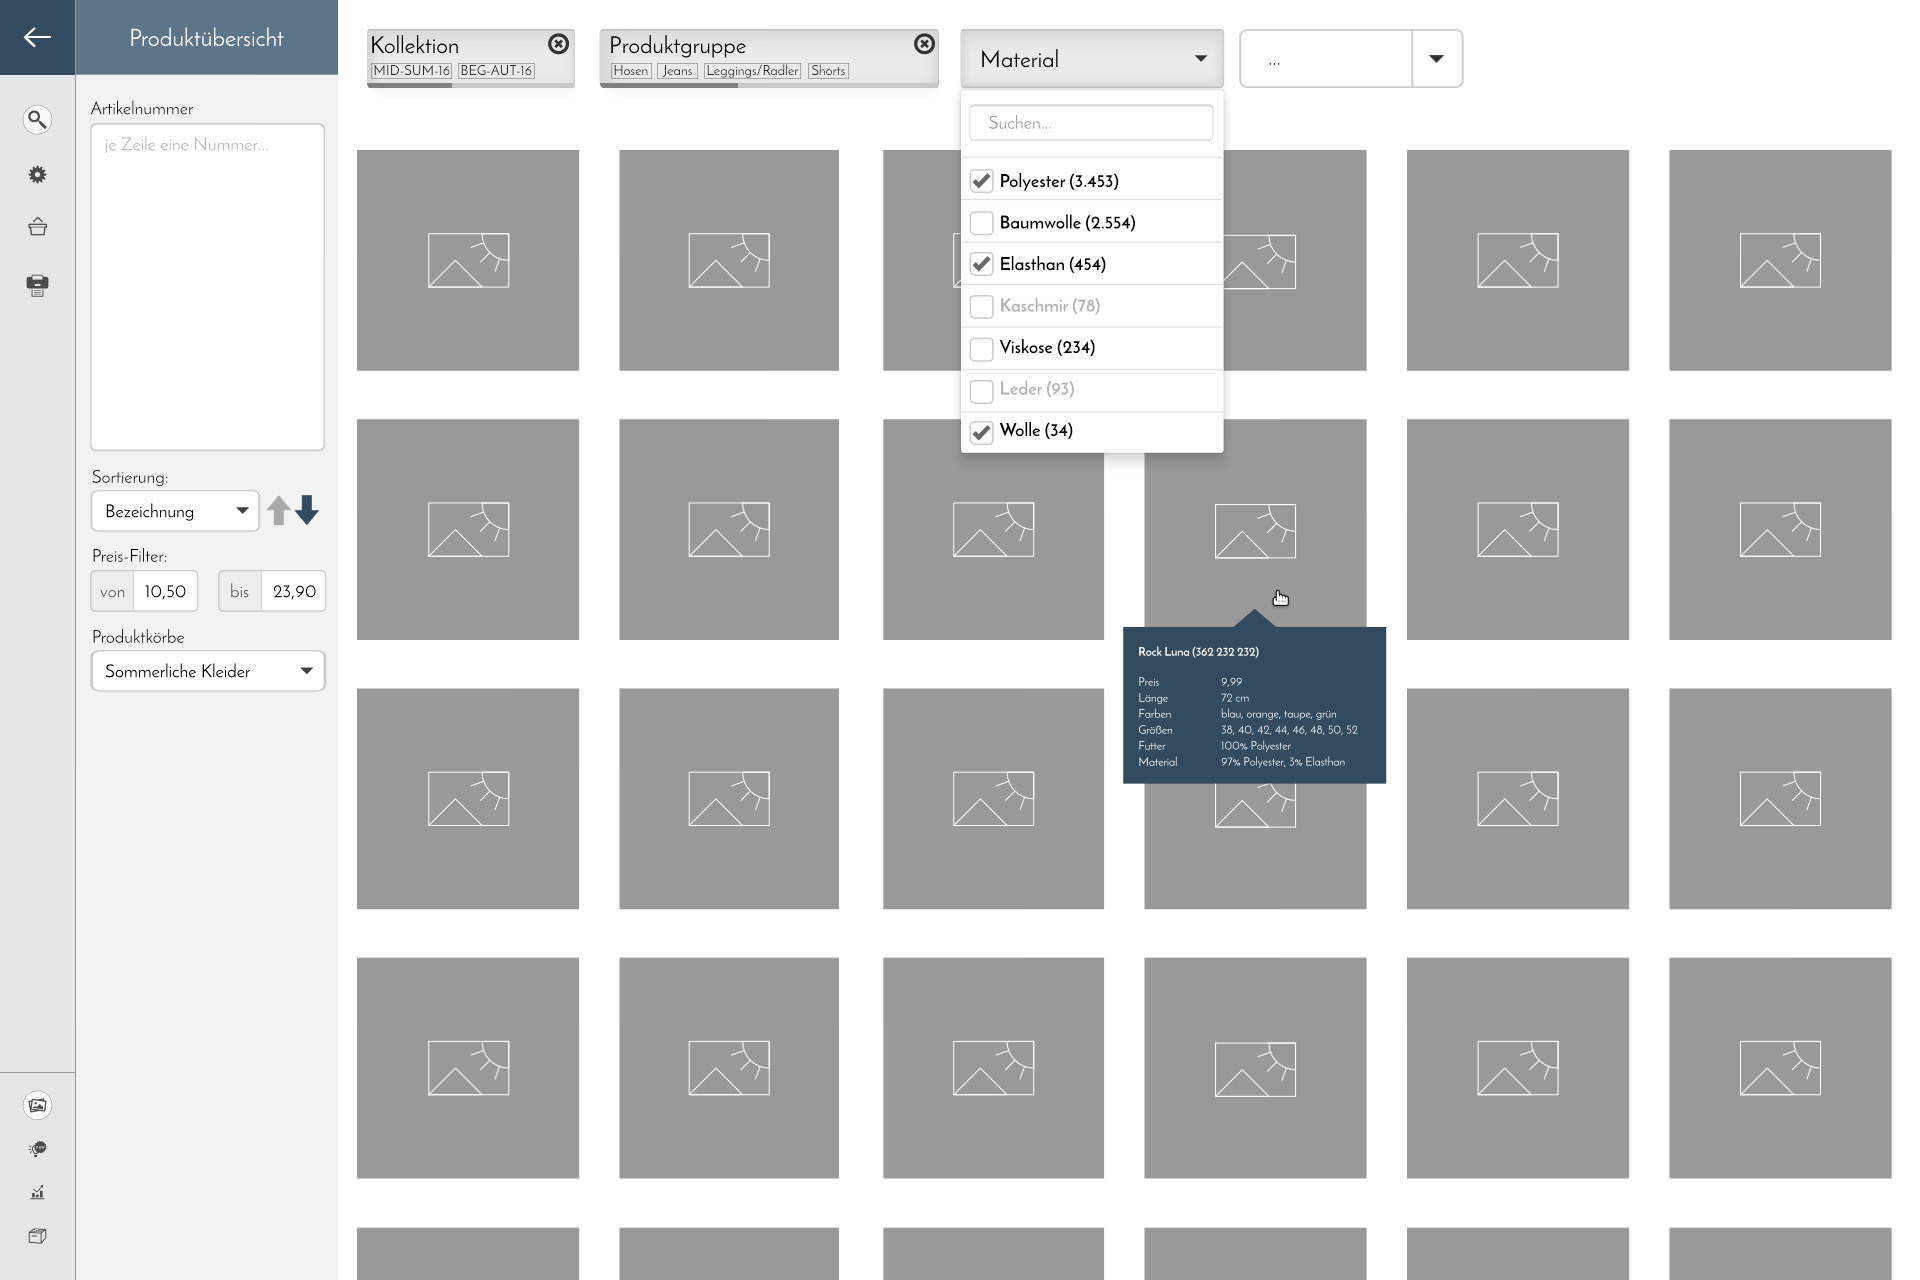 Produktübersicht
Artikelnummer
je Zeile eine Nummer...
Sortierung:
Bezeichnung
Preis-Filter:
von 10,50 bis 23,90
Produktkörbe
Sommerliche Kleider
Kollektion
MID-SUM-16 BEG-AUT-16
Produktgruppe
Hosen Jeans Leggings/Radler Shorts
Material
...
Suchen...
Polyester (3.453)
Baumwolle (2.554)
Elasthan (454)
Kaschmir (78)
Viskose (234)
Leder (93)
Wolle (34)
Rock Luna (362 232 232)
Preis 9,99
Länge 72 cm
Farben blau, orange, taupe, grün
Größen 38, 40, 42, 44, 46, 48, 50, 52
Futter 100% Polyester
Material 97% Polyester, 3% Elasthan